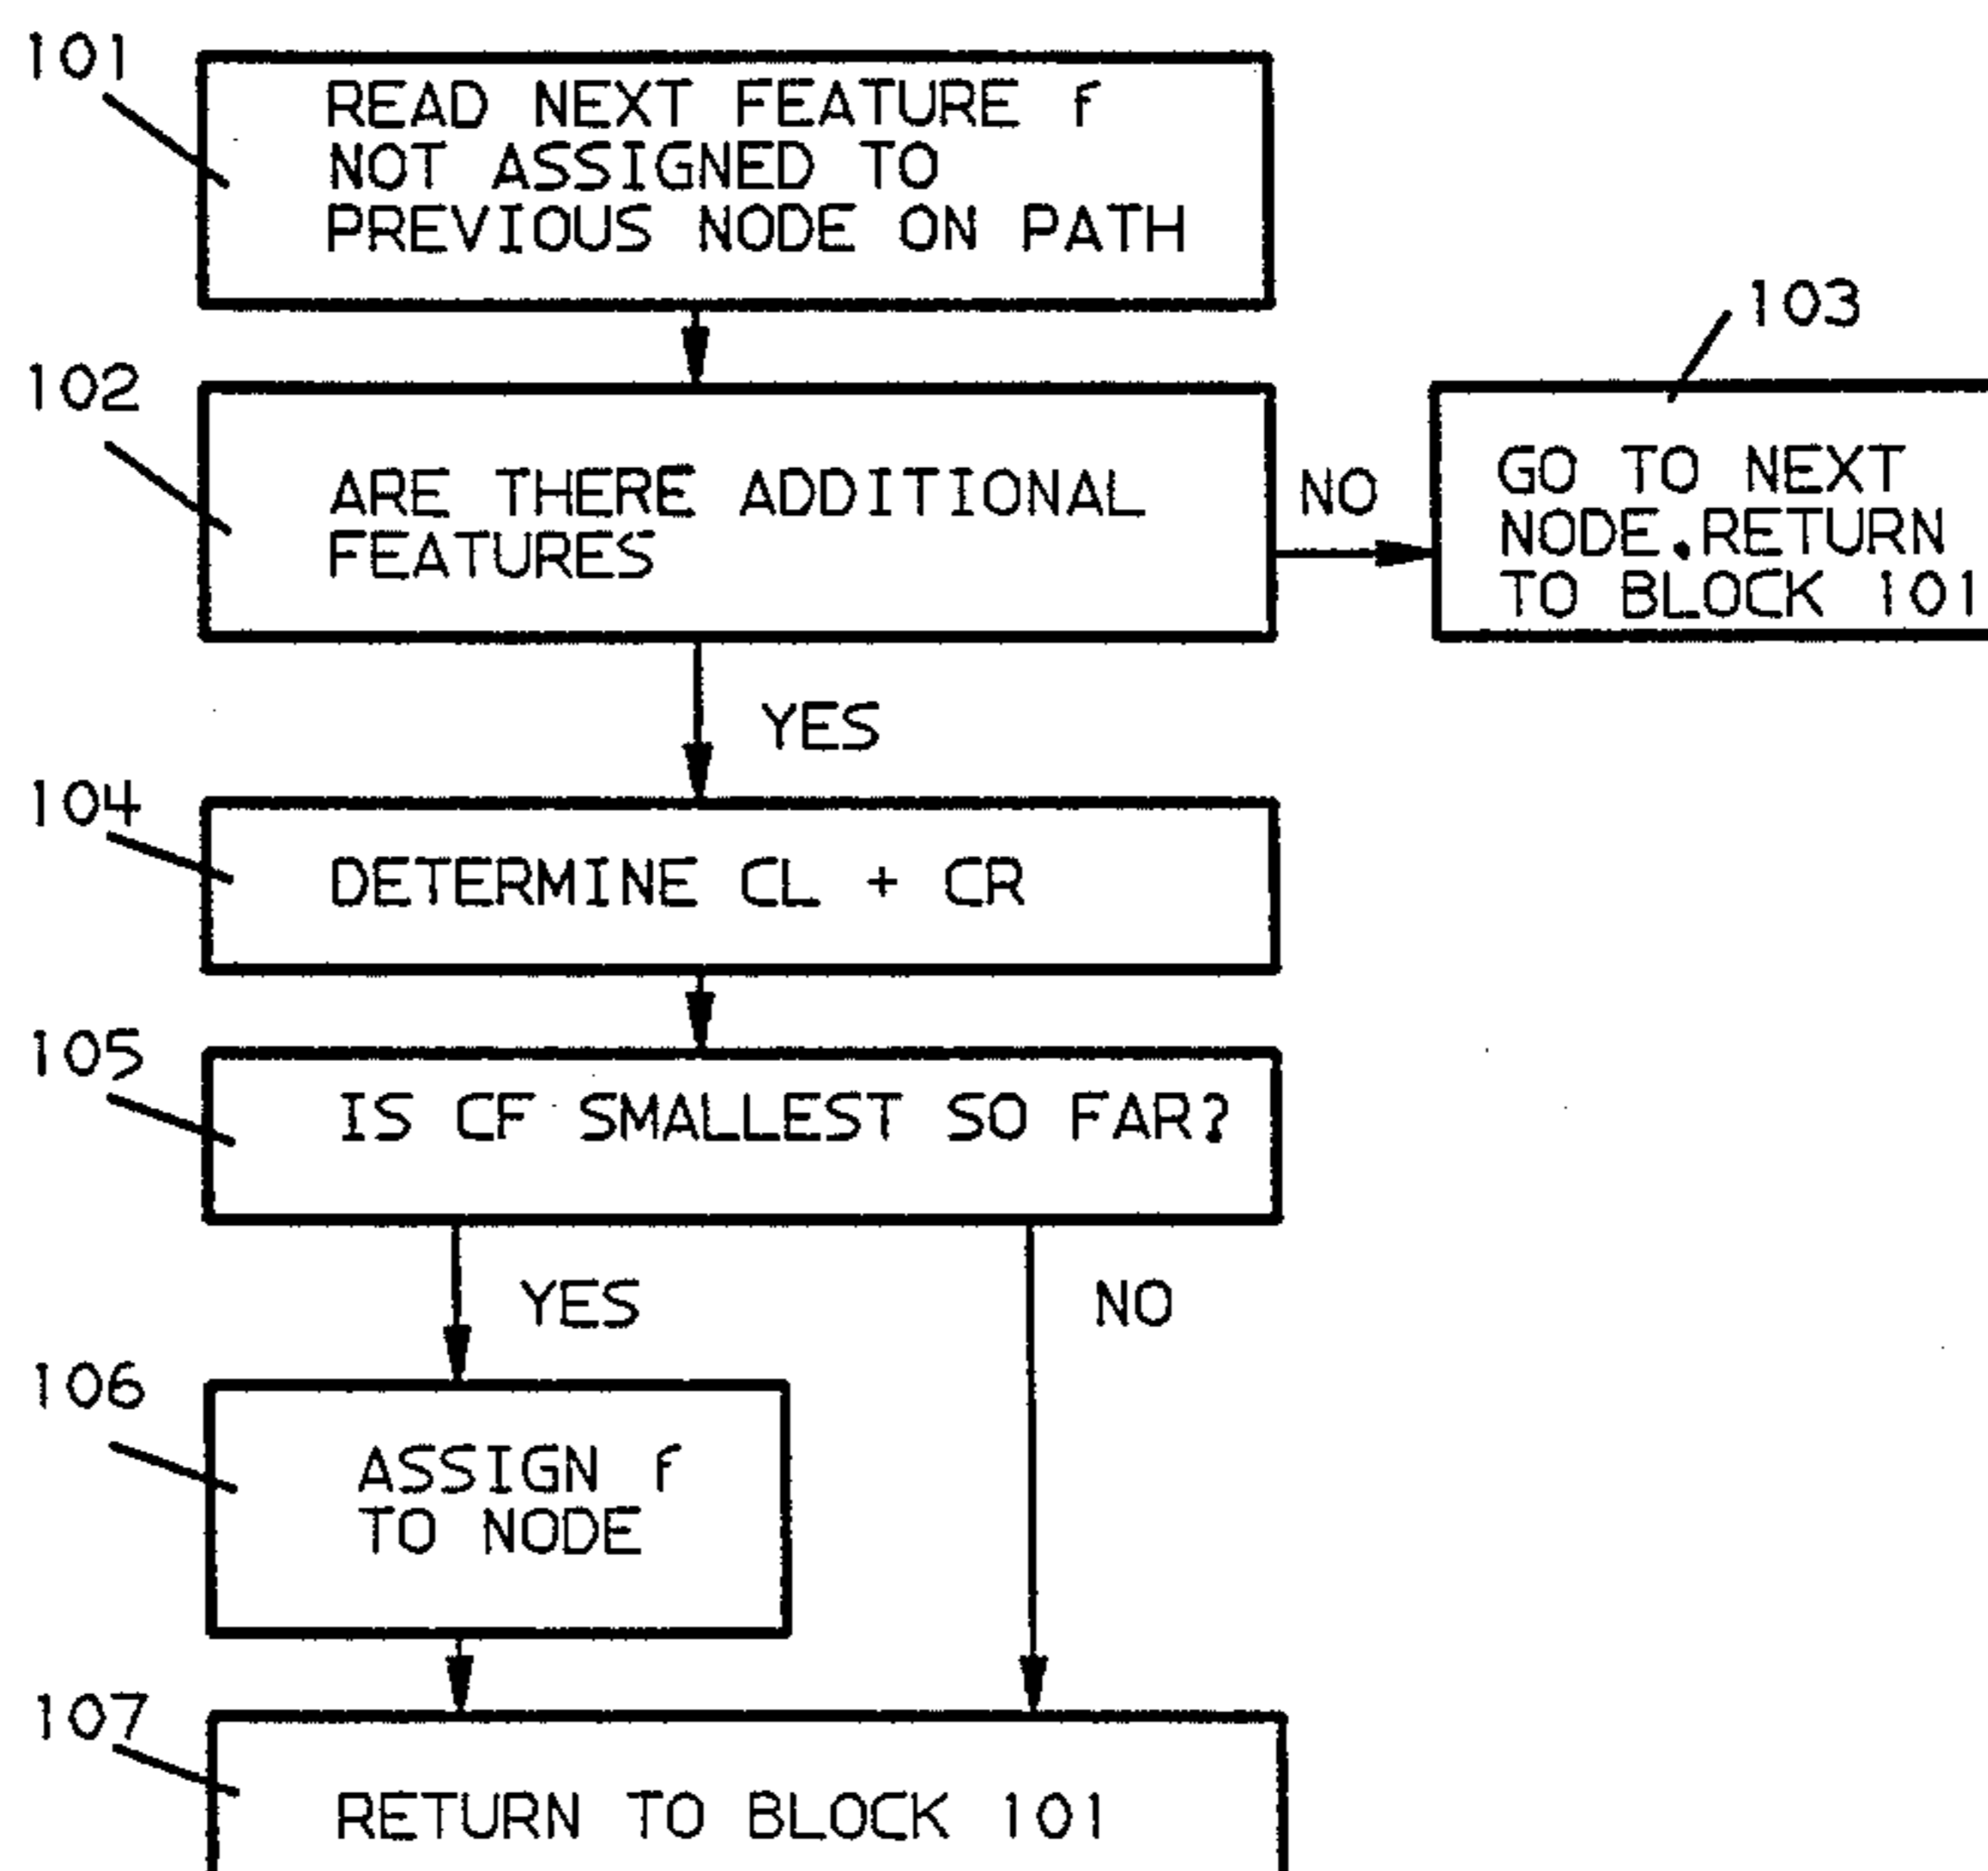 101
READ NEXT FEATURE f
NOT ASSIGNED TO
PREVIOUS NODE ON PATH
102
ARE THERE ADDITIONAL
FEATURES
NO
103
GO TO NEXT
NODE.RETURN
TO BLOCK 101
YES
104
DETERMINE CL + CR
105
IS CF SMALLEST SO FAR?
YES
NO
106
ASSIGN f
TO NODE
107
RETURN TO BLOCK 101